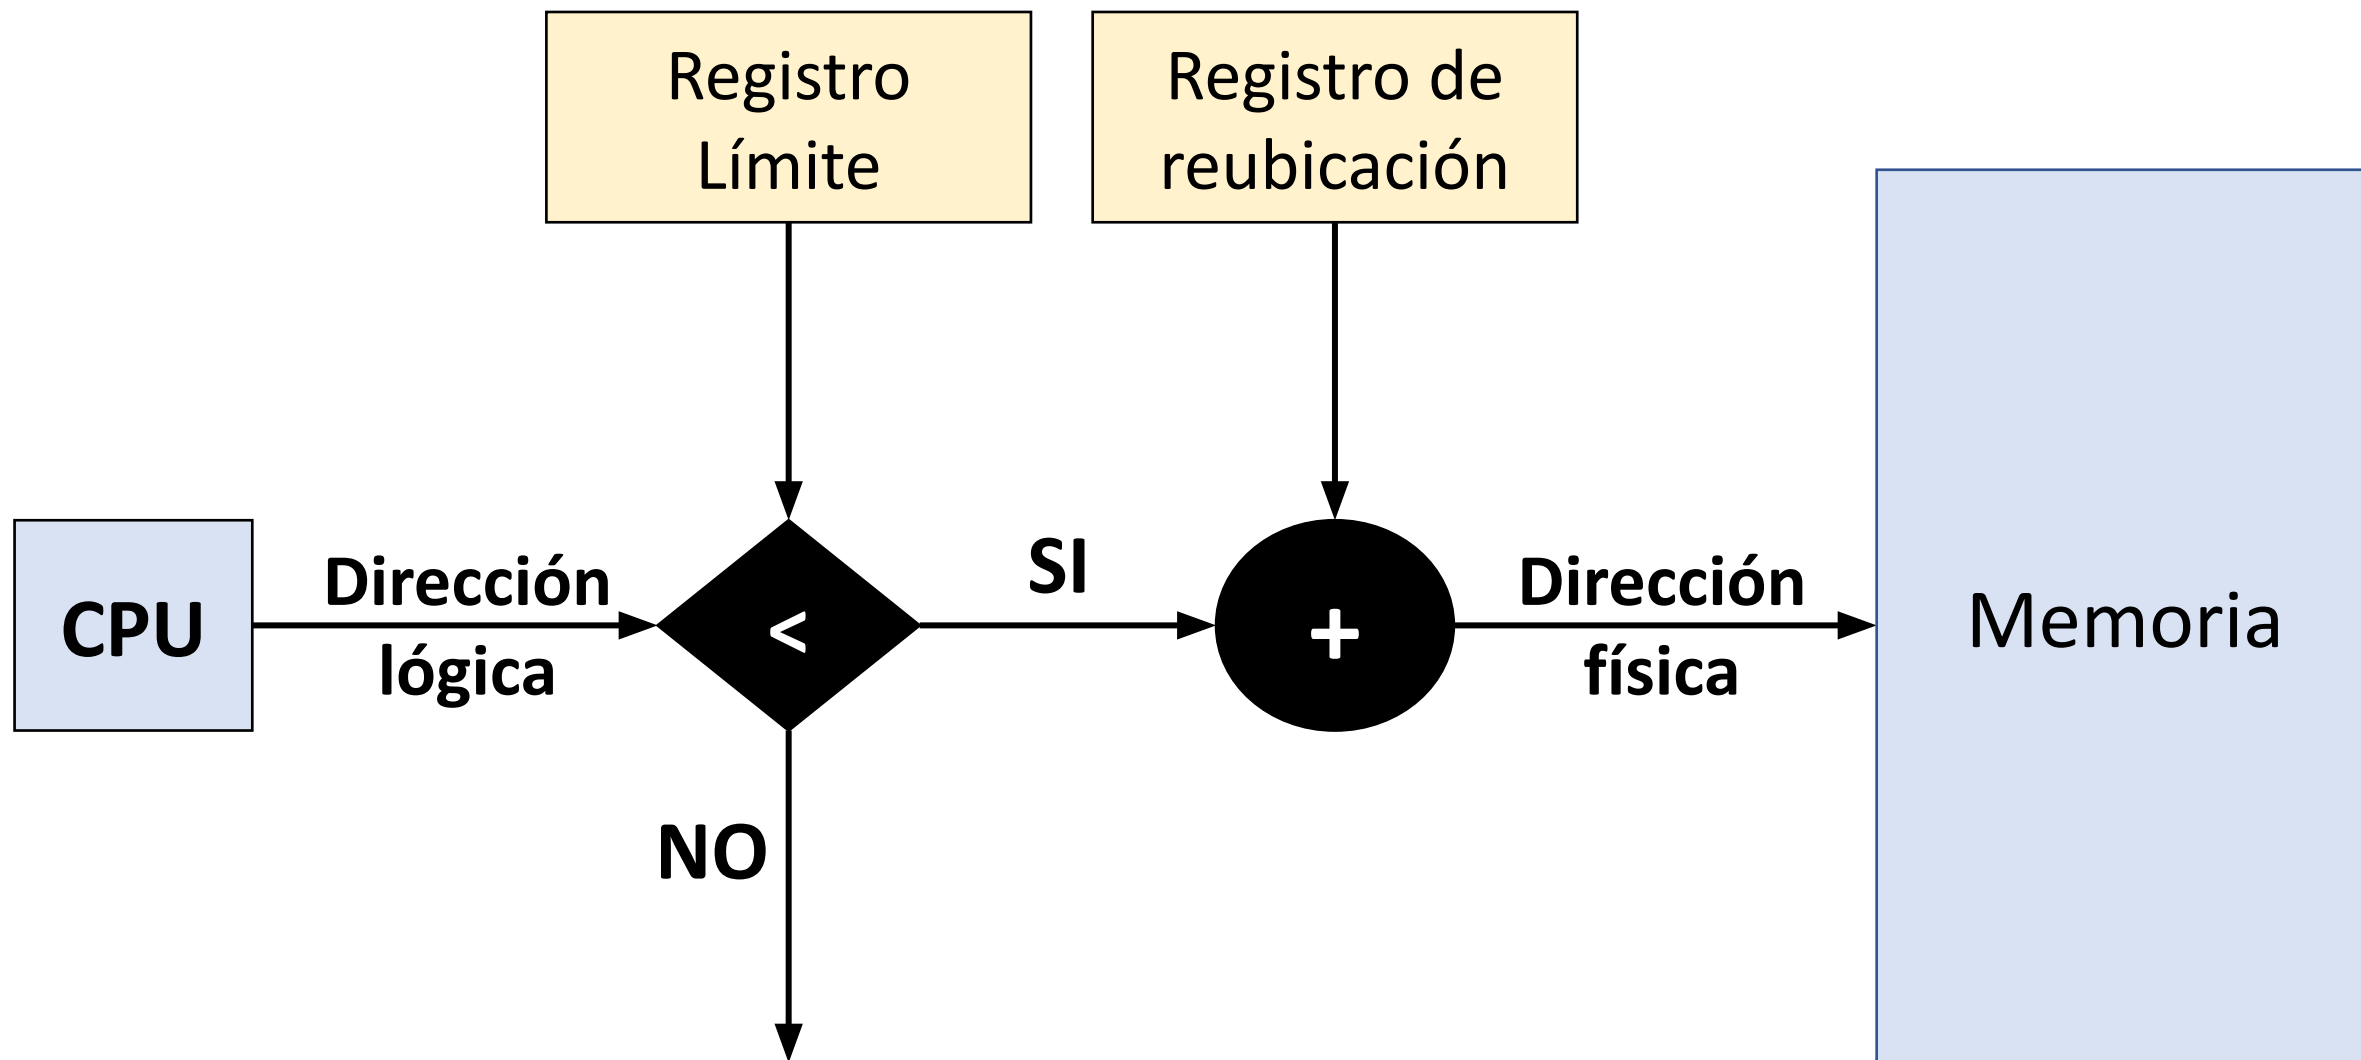 Registro
Límite
Registro de
reubicación
CPU
Dirección
lógica
<
SI
+
Dirección
física
Memoria
NO